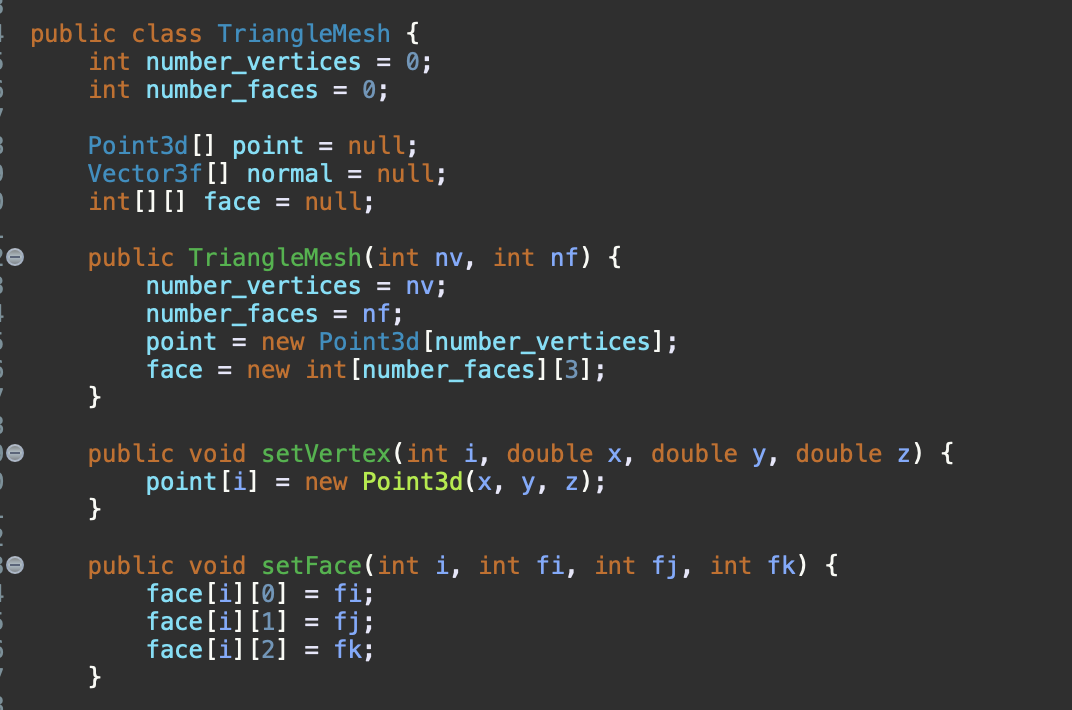 public class TriangleMesh {
    int number_vertices = 0;
    int number_faces = 0;

    Point3d[] point = null;
    Vector3f[] normal = null;
    int[][] face = null;

    public TriangleMesh(int nv, int nf) {
        number_vertices = nv;
        number_faces = nf;
        point = new Point3d[number_vertices];
        face = new int[number_faces][3];
    }

    public void setVertex(int i, double x, double y, double z) {
        point[i] = new Point3d(x, y, z);
    }

    public void setFace(int i, int fi, int fj, int fk) {
        face[i][0] = fi;
        face[i][1] = fj;
        face[i][2] = fk;
    }